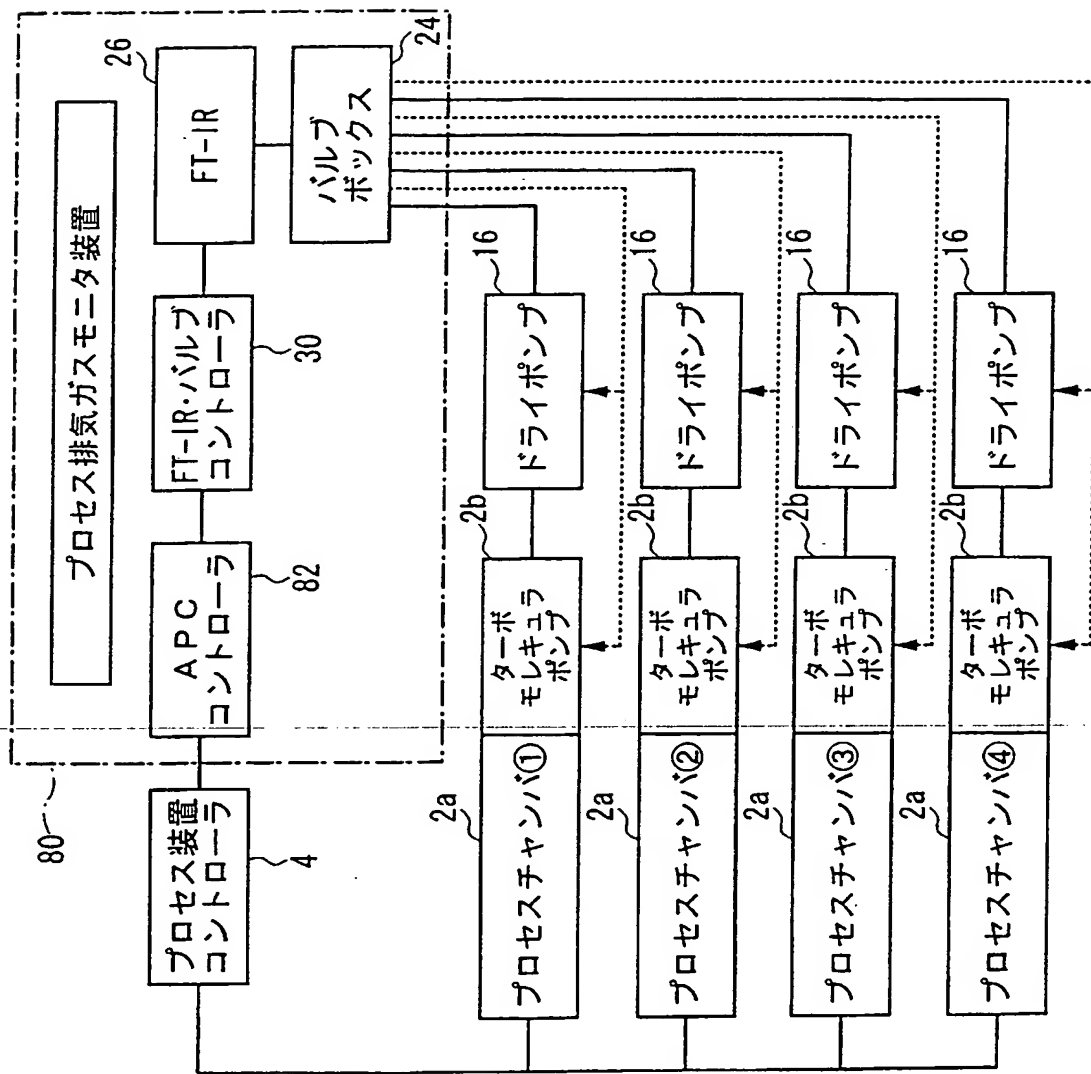 80
プロセス排気ガスモニタ装置
プロセス装置
コントローラ
4
APC
コントローラ
82
FT-IR・バルブ
コントローラ
30
FT-IR
26
バルブ
ボックス
24
2a
プロセスチャンバ①
ターボ
モレキュラ
ポンプ
2b
ドライポンプ
16
2a
プロセスチャンバ②
ターボ
モレキュラ
ポンプ
2b
ドライポンプ
16
2a
プロセスチャンバ③
ターボ
モレキュラ
ポンプ
2b
ドライポンプ
16
2a
プロセスチャンバ④
ターボ
モレキュラ
ポンプ
2b
ドライポンプ
16